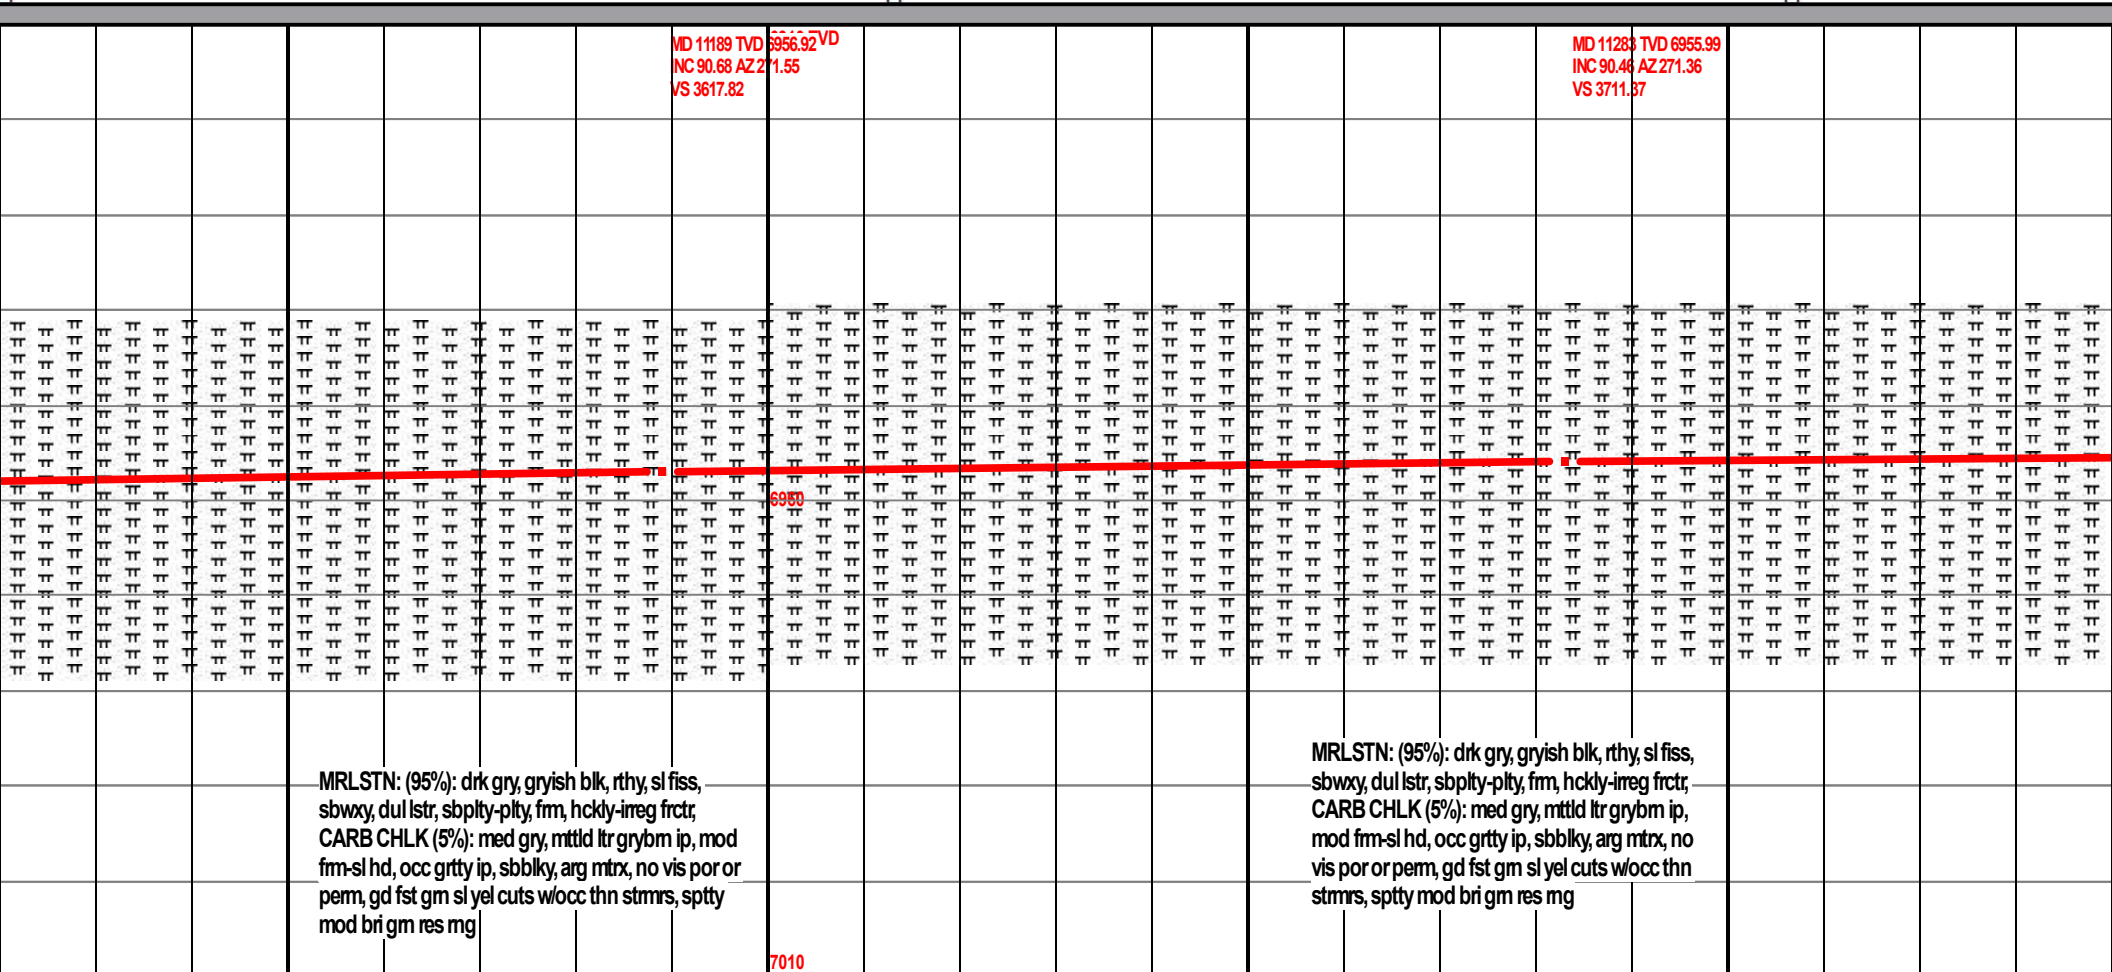 MD 11189 TVD 6956.92
INC 90.68 AZ 271.55
VS 3617.82
TVD
MD 11283 TVD 6955.99
INC 90.46 AZ 271.36
VS 3711.37
6960
MRLSTN: (95%): drk gry, gryish blk, rthy, sl fiss,
sbwxy, dul lstr, sbplty-plty, frm, hckly-irreg frctr,
CARB CHLK (5%): med gry, mttld ltr grybrn ip, mod
frm-sl hd, occ grtty ip, sbblky, arg mtrx, no vis por or
perm, gd fst grn sl yel cuts w/occ thn strmrs, sptty
mod bri grn res rng
MRLSTN: (95%): drk gry, gryish blk, rthy, sl fiss,
sbwxy, dul lstr, sbplty-plty, frm, hckly-irreg frctr,
CARB CHLK (5%): med gry, mttld ltr grybrn ip,
mod frm-sl hd, occ grtty ip, sbblky, arg mtrx, no
vis por or perm, gd fst grn sl yel cuts w/occ thn
strmrs, sptty mod bri grn res rng
7010